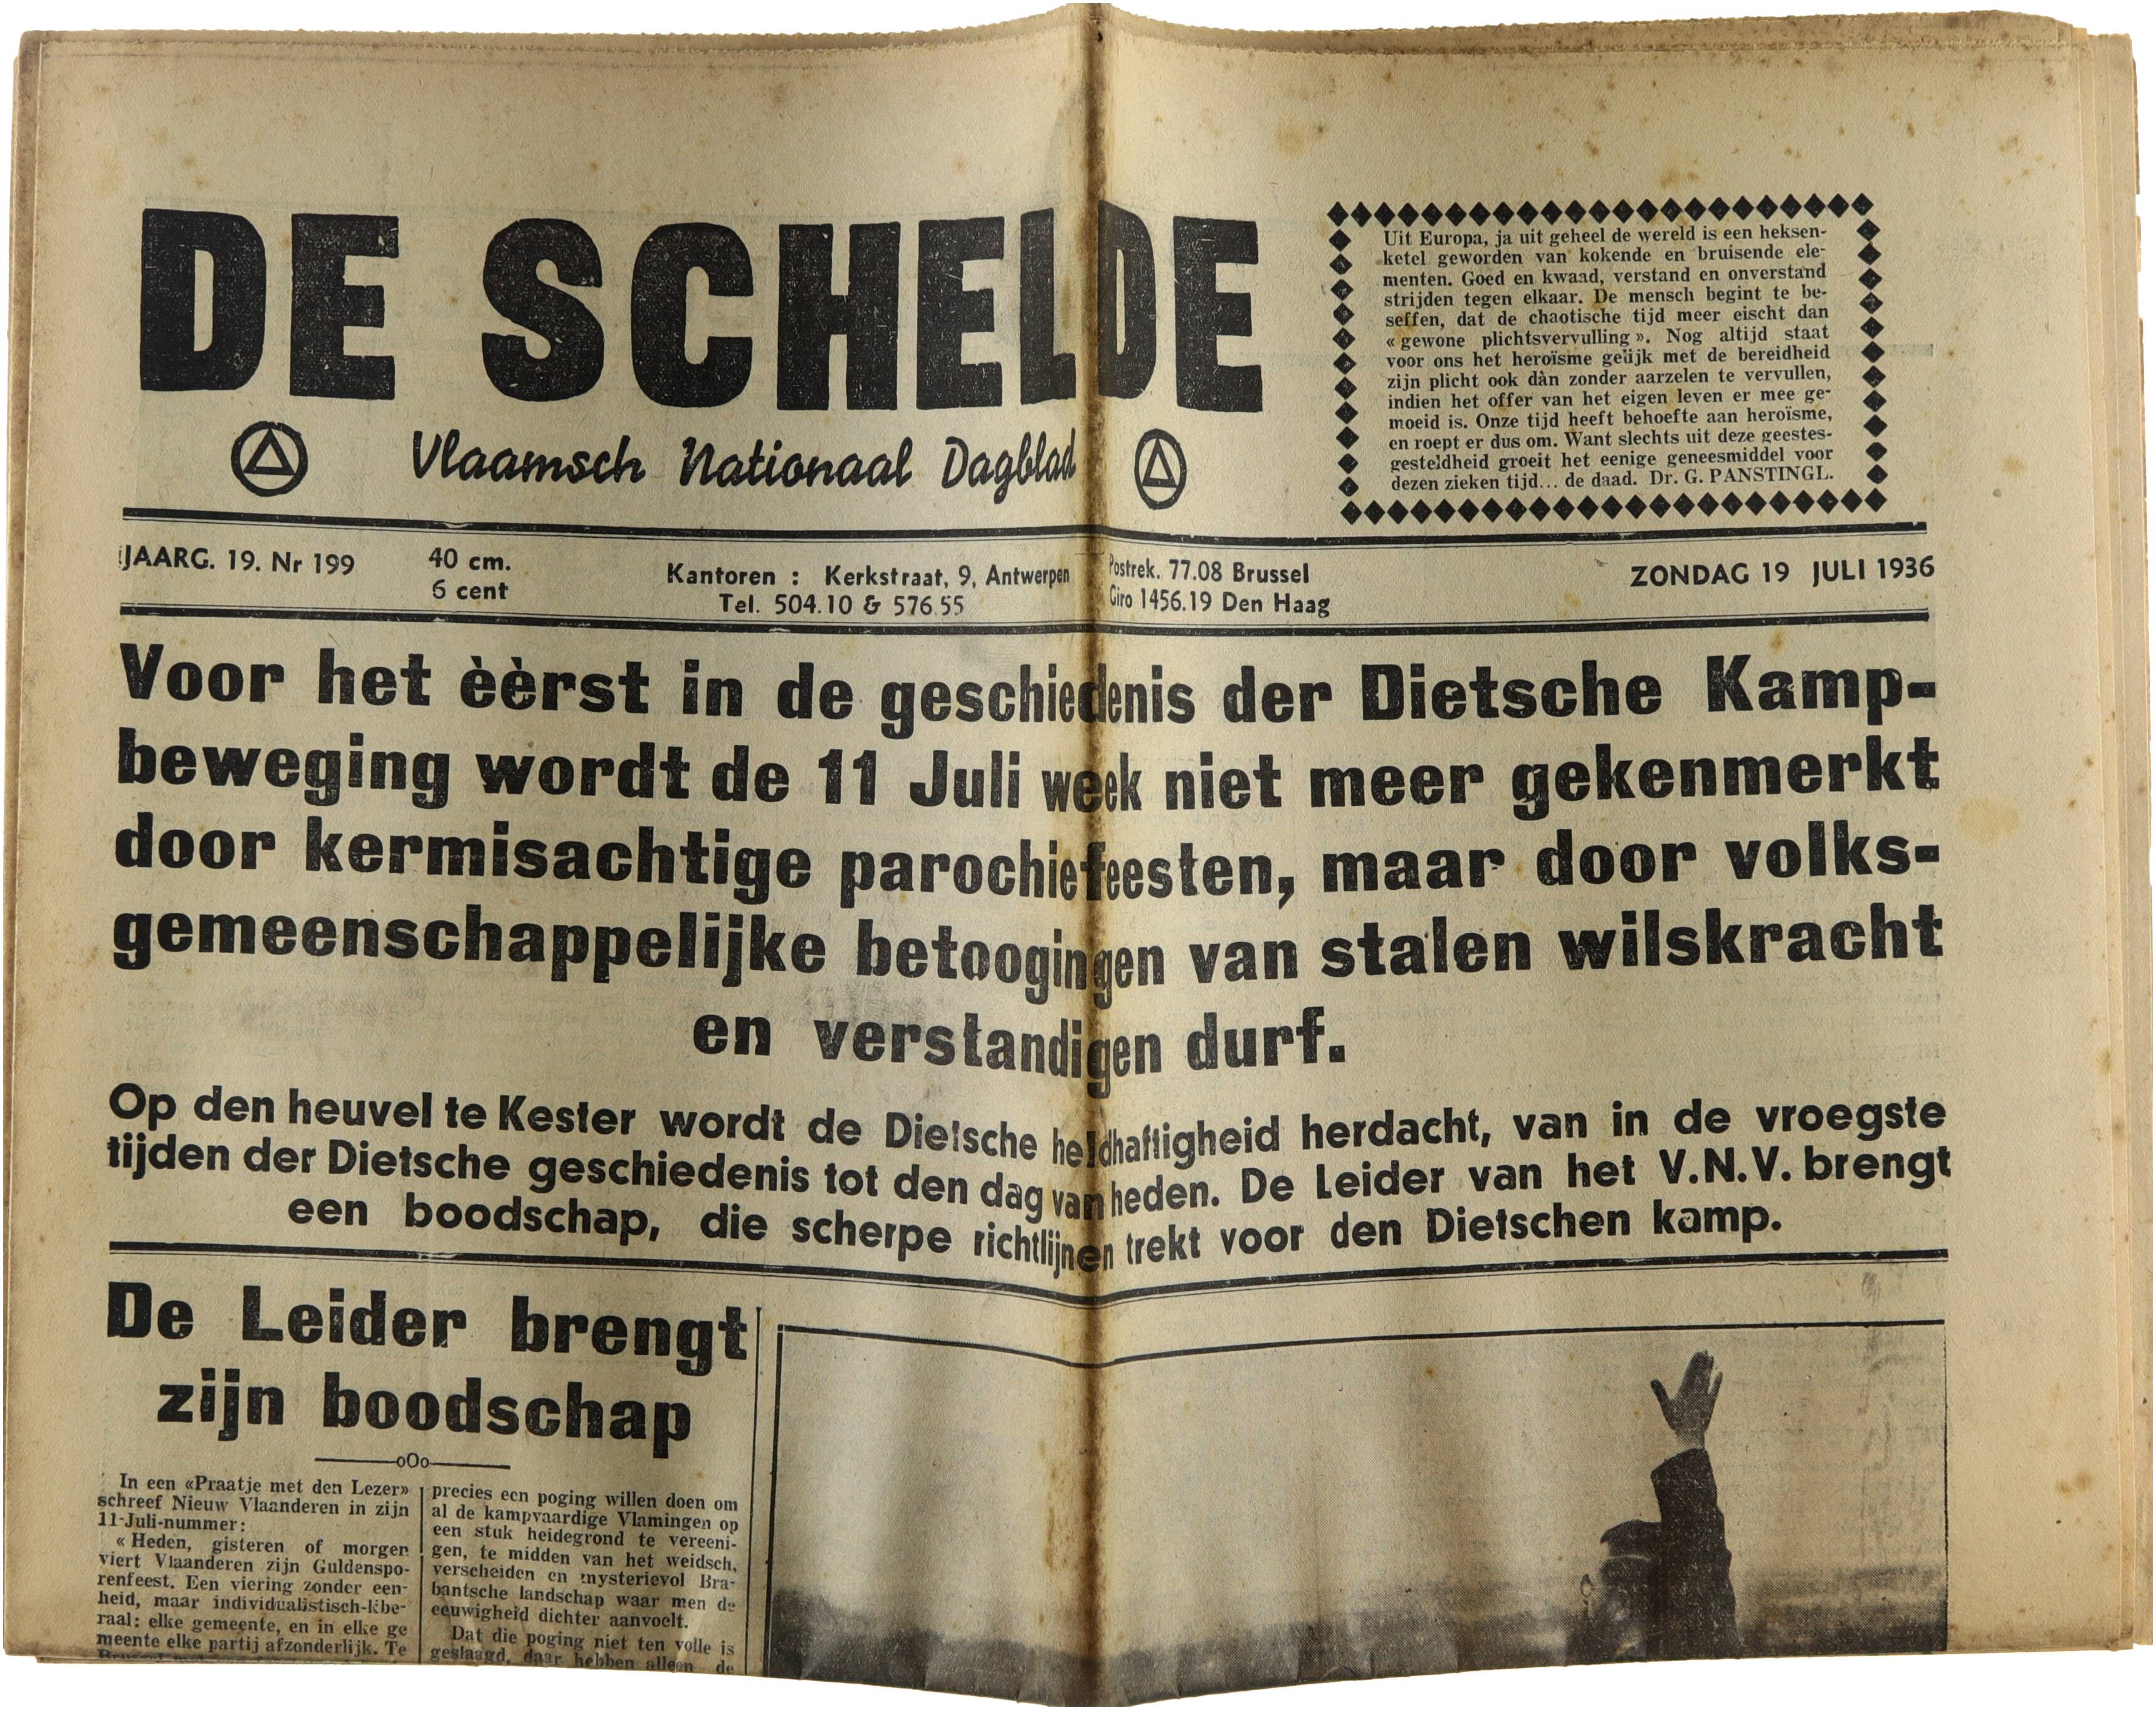 DE SCHELDE
Vlaamsch Nationaal Dagblad
Uit Europa, ja uit geheel de wereld is een heksen-
ketel geworden van kokende en bruisende ele-
menten. Goed en kwaad, verstand en onverstand
strijden tegen elkaar. De mensch begint te be-
seffen, dat de chaotische tijd meer eischt dan
« gewone plichtsvervulling ». Nog altijd staat
voor ons het heroïsme gelijk met de bereidheid
zijn plicht ook dàn zonder aarzelen te vervullen,
indien het offer van het eigen leven er mee ge-
moeid is. Onze tijd heeft behoefte aan heroïsme,
en roept er dus om. Want slechts uit deze geestes-
gesteldheid groeit het eenige geneesmiddel voor
dezen zieken tijd... de daad. Dr. G. PANSTINGL.
JAARG. 19. Nr 199
40 cm.
6 cent
Kantoren : Kerkstraat, 9, Antwerpen
Tel. 504.10 & 576.55
Postrek. 77.08 Brussel
Giro 1456.19 Den Haag
ZONDAG 19 JULI 1936
Voor het èèrst in de geschiedenis der Dietsche Kamp-
beweging wordt de 11 Juli week niet meer gekenmerkt
door kermisachtige parochiefeesten, maar door volks-
gemeenschappelijke betoogingen van stalen wilskracht
en verstandigen durf.
Op den heuvel te Kester wordt de Dietsche heldhaftigheid herdacht, van in de vroegste
tijden der Dietsche geschiedenis tot den dag van heden. De Leider van het V.N.V. brengt
een boodschap, die scherpe richtlijnen trekt voor den Dietschen kamp.
De Leider brengt
zijn boodschap
oOo
In een «Praatje met den Lezer»
schreef Nieuw Vlaanderen in zijn
11-Juli-nummer:
« Heden, gisteren of morgen
viert Vlaanderen zijn Guldenspo-
renfeest. Een viering zonder een-
heid, maar individualistisch-libe-
raal: elke gemeente, en in elke ge
meente elke partij afzonderlijk. Te
precies een poging willen doen om
al de kampvaardige Vlamingen op
een stuk heidegrond te vereeni-
gen, te midden van het weidsch,
verscheiden en mysterievol Bra-
bantsche landschap waar men de
eeuwigheid dichter aanvoelt.
Dat die poging niet ten volle is
geslaagd, daar hebben alleen de